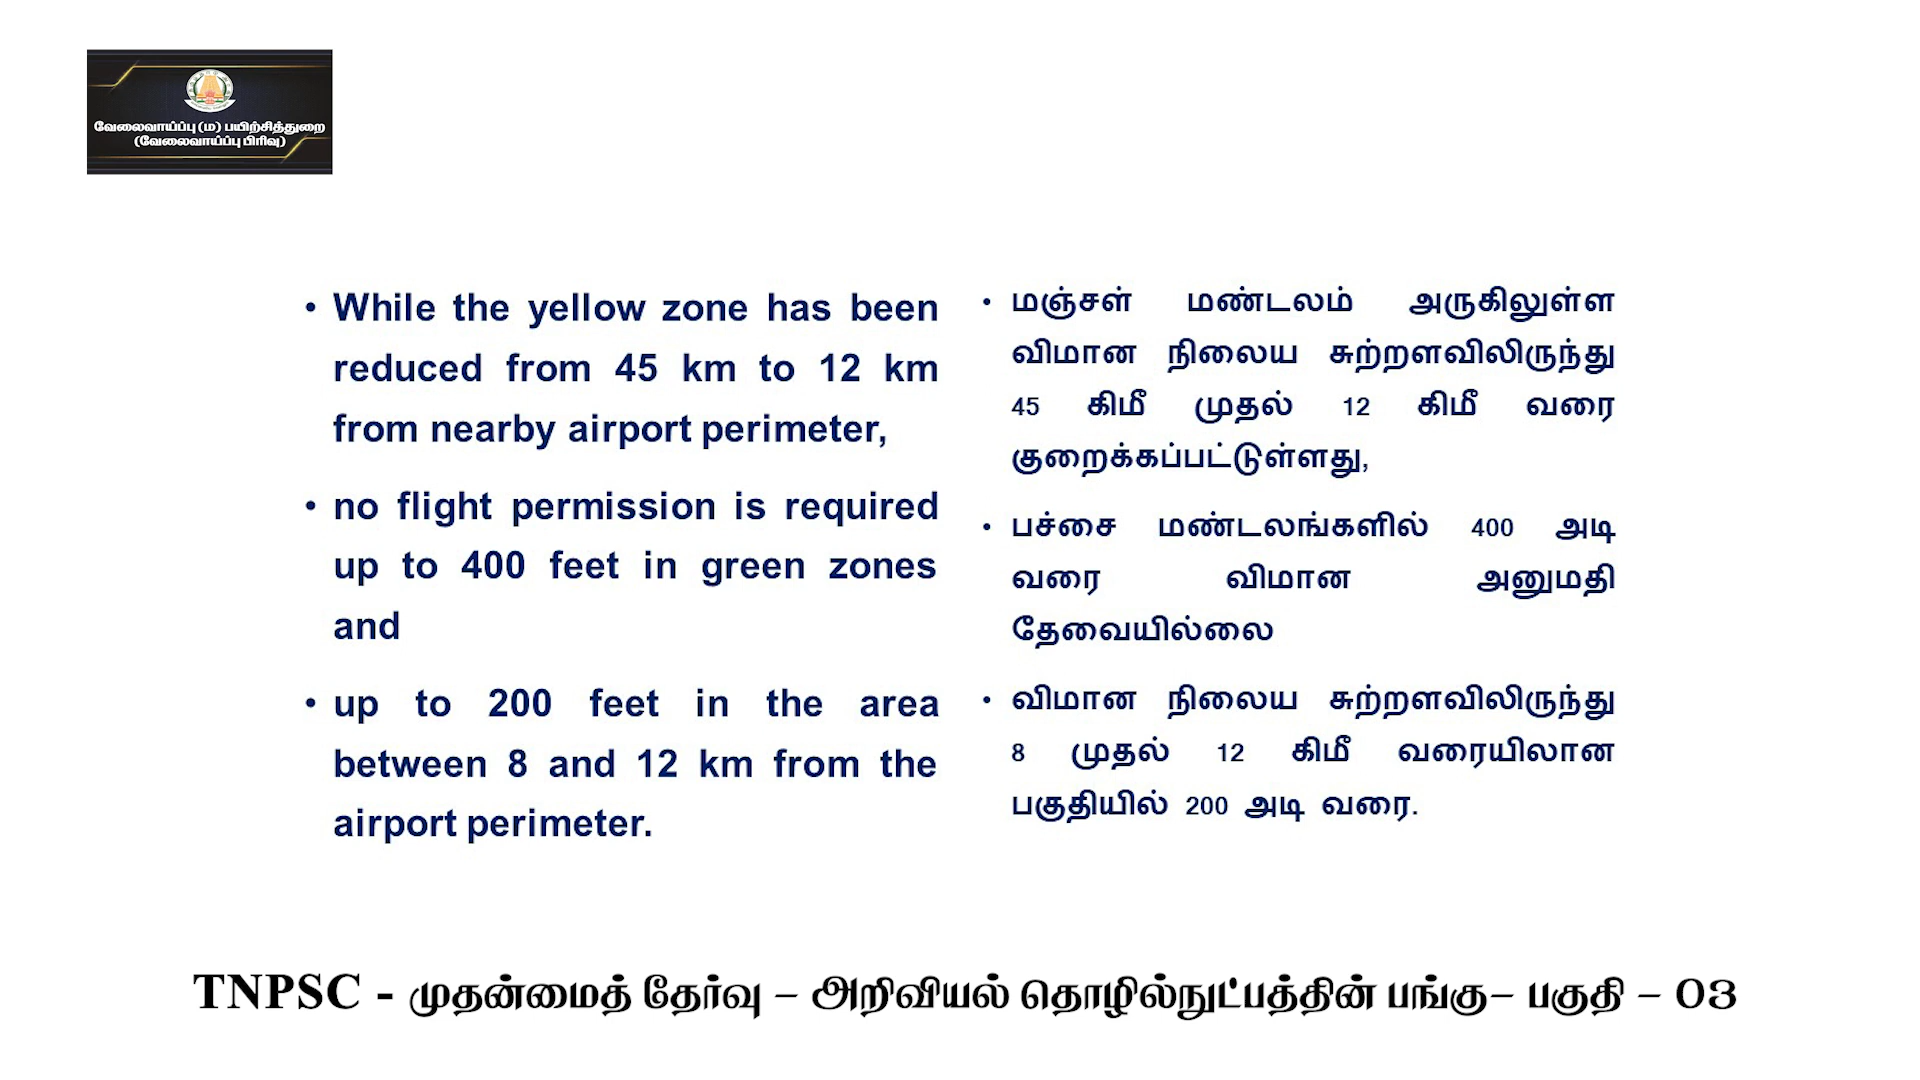 வேலைவாய்ப்பு (ம) பயிற்சித்துறை
(வேலைவாய்ப்பு பிரிவு)
• While the yellow zone has been
reduced from 45 km to 12 km
from nearby airport perimeter,
• no flight permission is required
up to 400 feet in green zones
and
• up to 200 feet in the area
between 8 and 12 km from the
airport perimeter.
• மஞ்சள் மண்டலம் அருகிலுள்ள
விமான நிலைய சுற்றளவிலிருந்து
45 கிமீ முதல் 12 கிமீ வரை
குறைக்கப்பட்டுள்ளது,
• பச்சை மண்டலங்களில் 400 அடி
வரை விமான அனுமதி
தேவையில்லை
• விமான நிலைய சுற்றளவிலிருந்து
8 முதல் 12 கிமீ வரையிலான
பகுதியில் 200 அடி வரை.
TNPSC - முதன்மைத் தேர்வு – அறிவியல் தொழில்நுட்பத்தின் பங்கு– பகுதி – 03